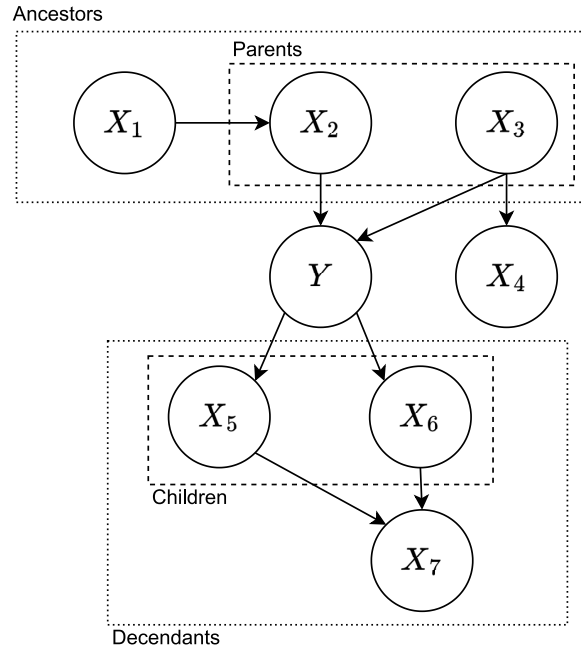 Ancestors
Parents
X₁
X₂
X₃
Y
X₄
X₅
X₆
Children
X₇
Decendants